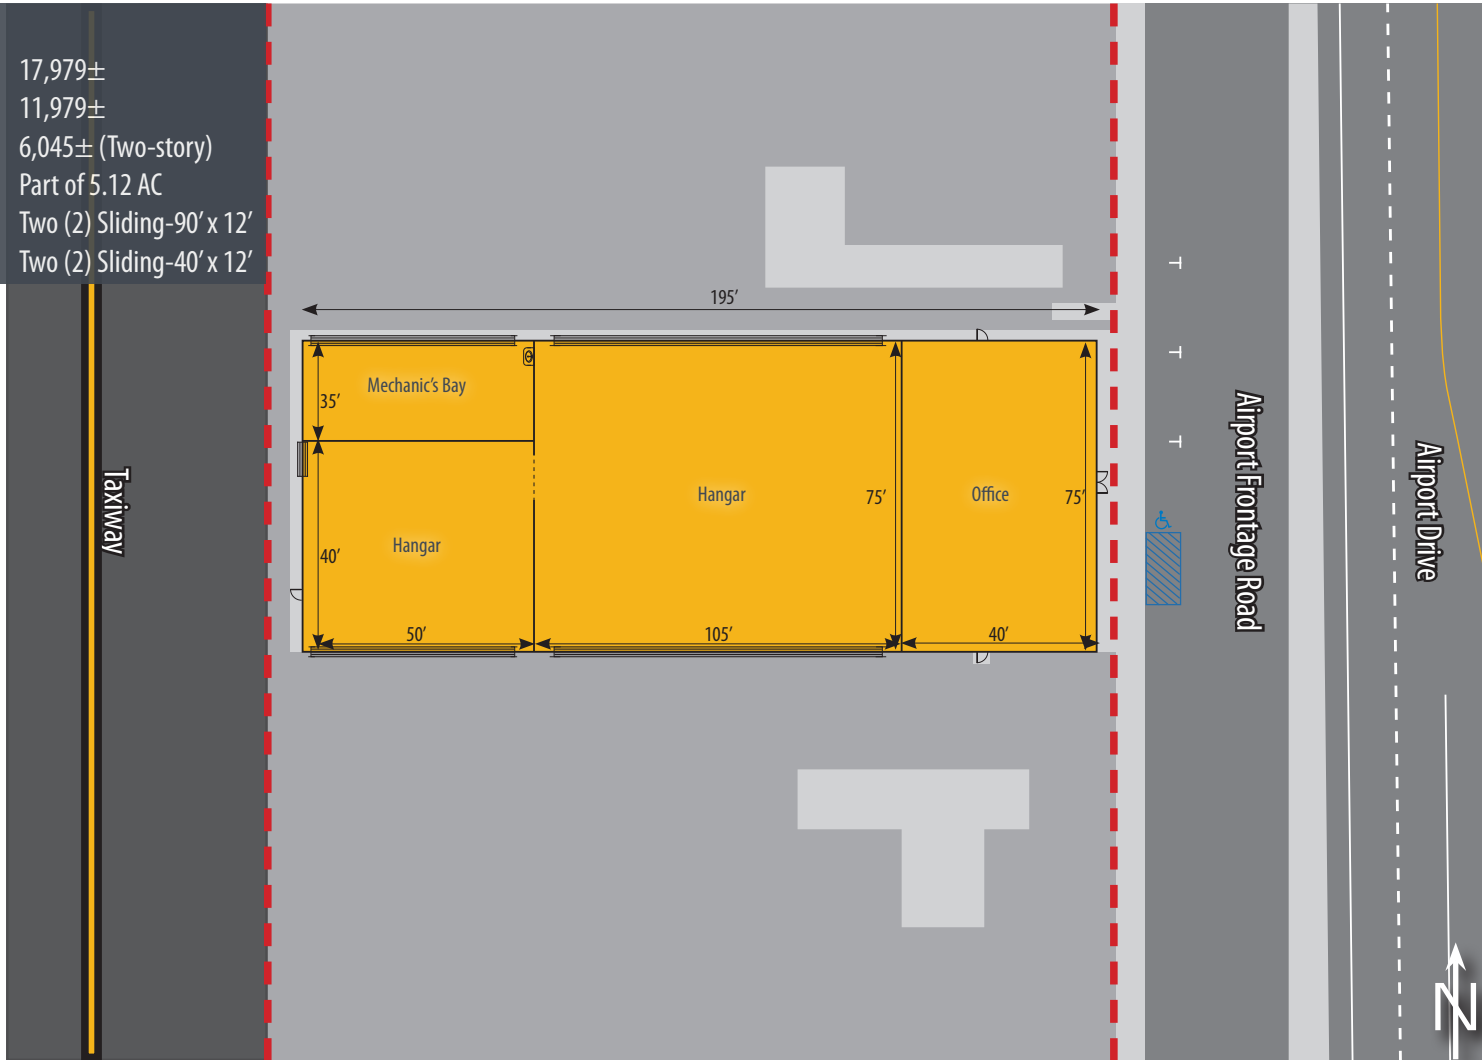 17,979±
11,979±
6,045± (Two-story)
Part of 5.12 AC
Two (2) Sliding-90′ x 12′
Two (2) Sliding-40′ x 12′
195′
Mechanic's Bay
35′
Hangar
75′
Office
75′
Hangar
40′
50′
105′
40′
Taxiway
Airport Frontage Road
Airport Drive
N